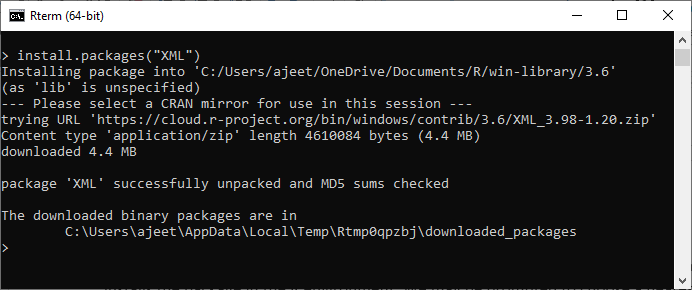 Rterm (64-bit)
> install.packages("XML")
Installing package into 'C:/Users/ajeet/OneDrive/Documents/R/win-library/3.6'
(as 'lib' is unspecified)
--- Please select a CRAN mirror for use in this session ---
trying URL 'https://cloud.r-project.org/bin/windows/contrib/3.6/XML_3.98-1.20.zip'
Content type 'application/zip' length 4610084 bytes (4.4 MB)
downloaded 4.4 MB
package 'XML' successfully unpacked and MD5 sums checked
The downloaded binary packages are in
C:\Users\ajeet\AppData\Local\Temp\Rtmp0qpzbj\downloaded_packages
>